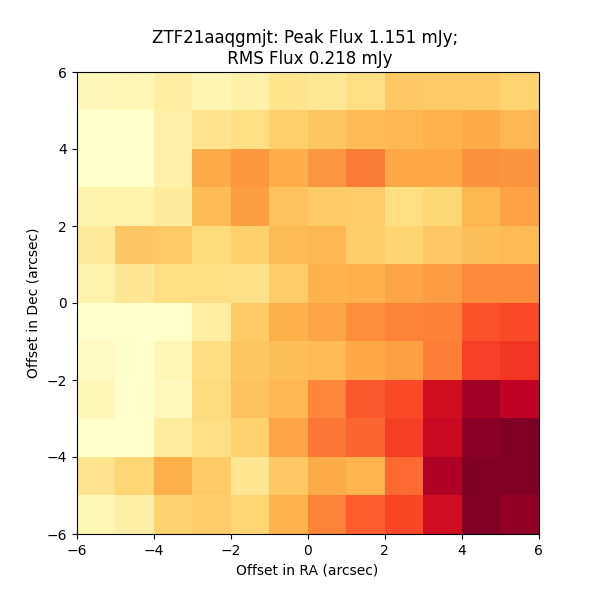 ZTF21aaqgmjt: Peak Flux 1.151 mJy;
RMS Flux 0.218 mJy
6
4
2
0
−2
−4
−6
Offset in Dec (arcsec)
−6 −4 −2 0 2 4 6
Offset in RA (arcsec)